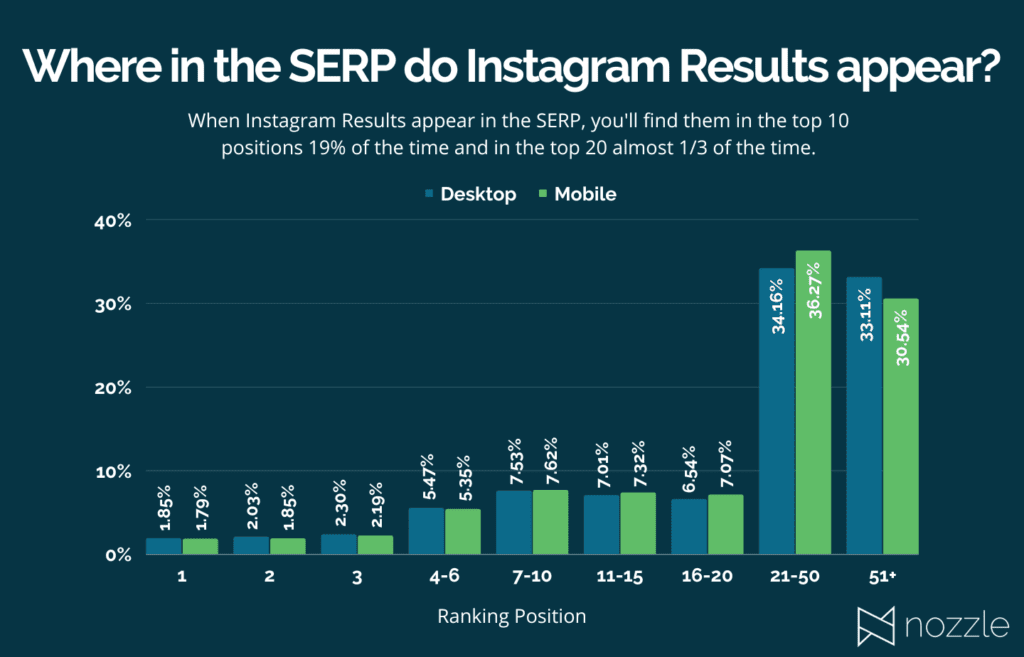 Where in the SERP do Instagram Results appear?
When Instagram Results appear in the SERP, you'll find them in the top 10
positions 19% of the time and in the top 20 almost 1/3 of the time.
Desktop Mobile
40%
30%
20%
10%
0%
1.85% 1.79% 2.03% 1.85% 2.30% 2.19% 5.47% 5.35% 7.53% 7.62% 7.01% 7.32% 6.54% 7.07% 34.16% 36.27% 33.11% 30.54%
1 2 3 4-6 7-10 11-15 16-20 21-50 51+
Ranking Position
nozzle